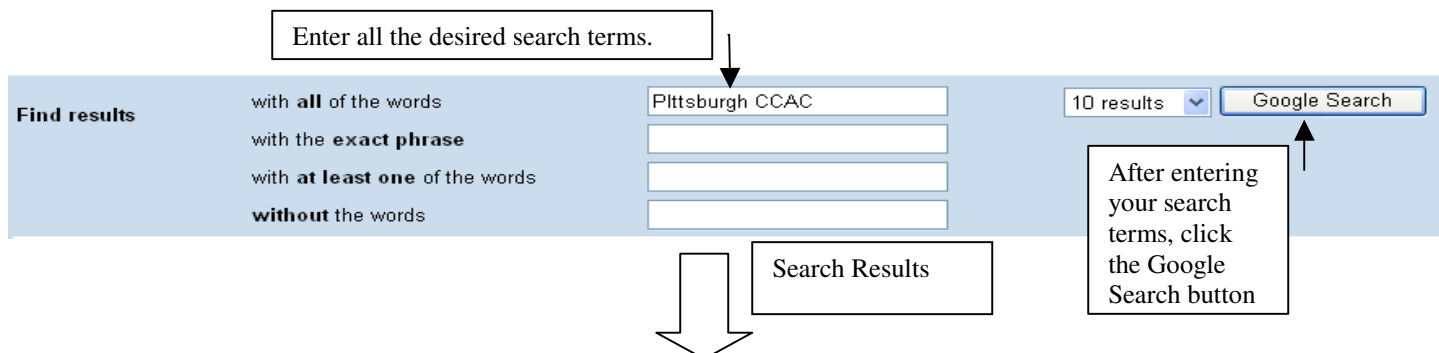 Enter all the desired search terms.
Find results
with all of the words
PIttsburgh CCAC
10 results
Google Search
with the exact phrase
with at least one of the words
without the words
After entering
your search
terms, click
the Google
Search button
Search Results